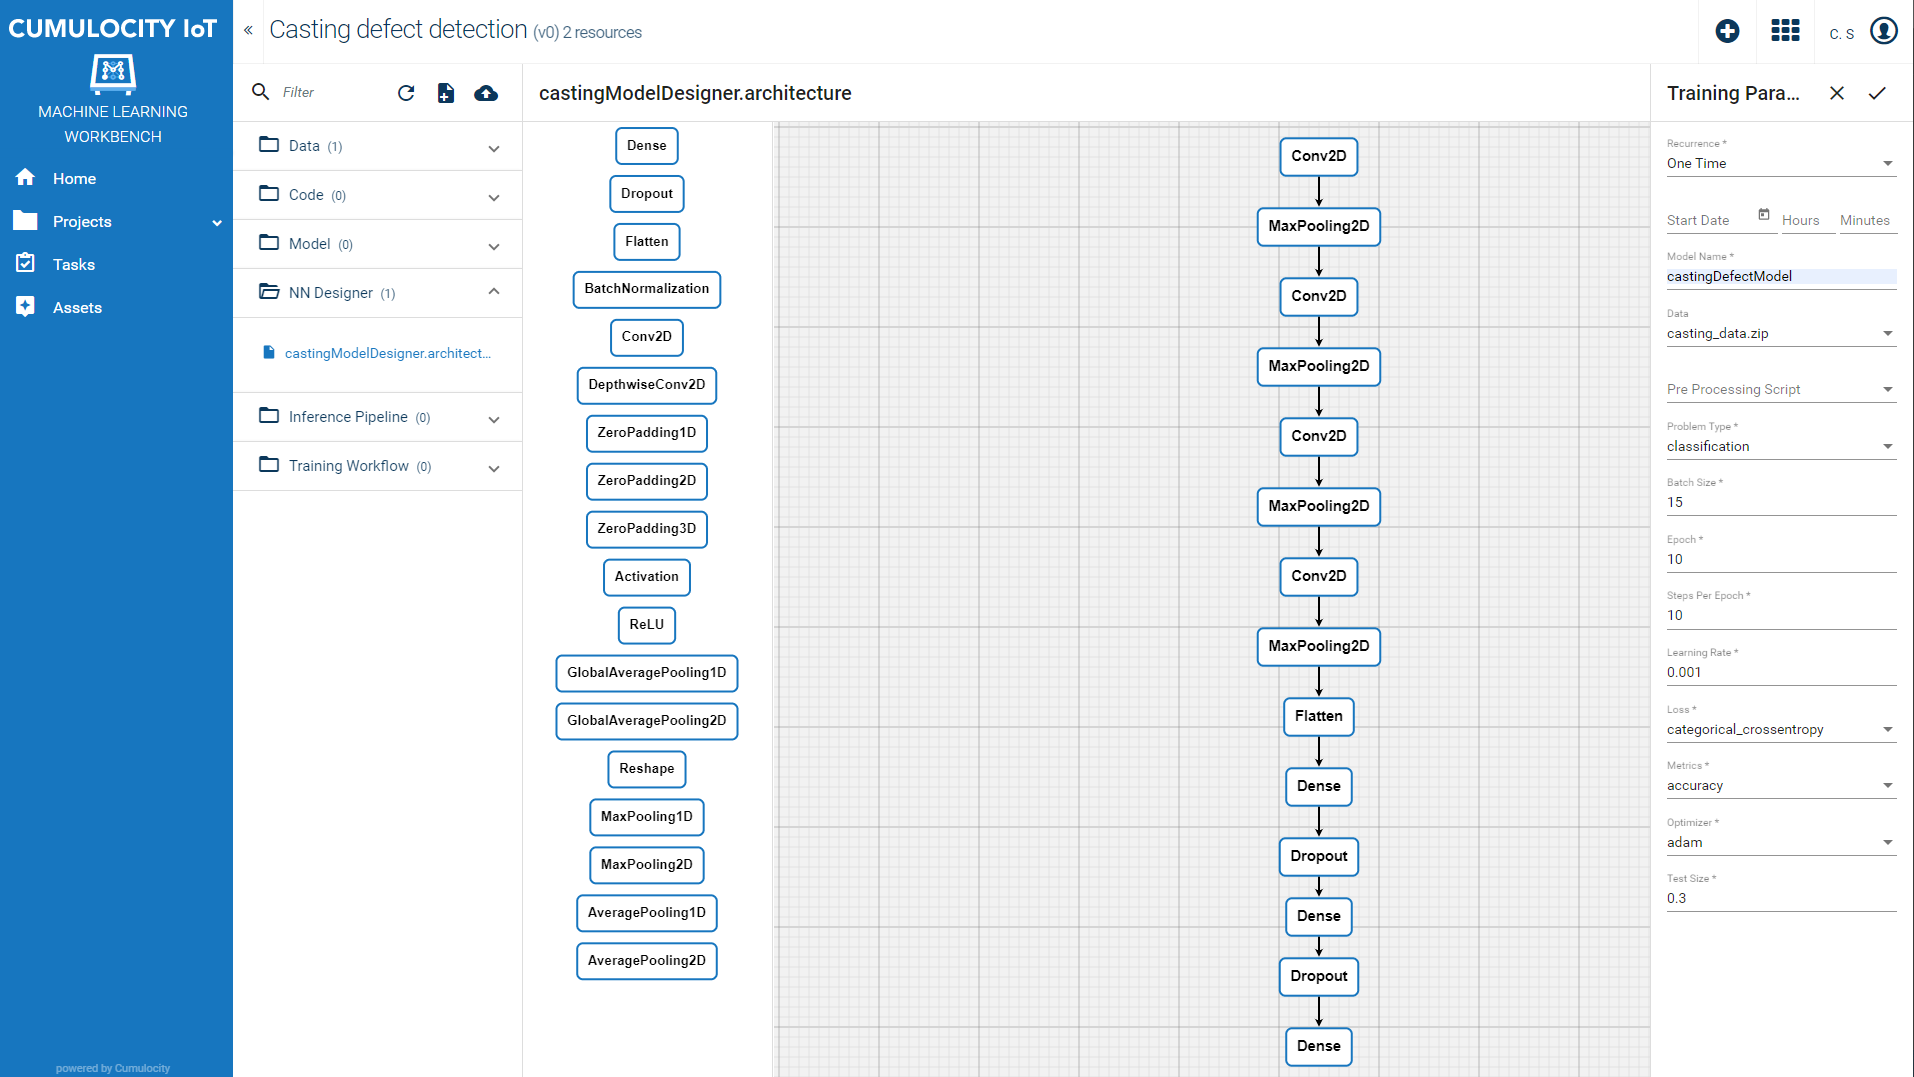 CUMULOCITY IoT
MACHINE LEARNING
WORKBENCH
Home
Projects
Tasks
Assets
powered by Cumulocity
«
Casting defect detection (v0) 2 resources
C. S
Filter
Data (1)
Code (0)
Model (0)
NN Designer (1)
castingModelDesigner.architect...
Inference Pipeline (0)
Training Workflow (0)
castingModelDesigner.architecture
Dense
Dropout
Flatten
BatchNormalization
Conv2D
DepthwiseConv2D
ZeroPadding1D
ZeroPadding2D
ZeroPadding3D
Activation
ReLU
GlobalAveragePooling1D
GlobalAveragePooling2D
Reshape
MaxPooling1D
MaxPooling2D
AveragePooling1D
AveragePooling2D
Conv2D
MaxPooling2D
Conv2D
MaxPooling2D
Conv2D
MaxPooling2D
Conv2D
MaxPooling2D
Flatten
Dense
Dropout
Dense
Dropout
Dense
Training Para...
Recurrence *
One Time
Start Date Hours Minutes
Model Name *
castingDefectModel
Data
casting_data.zip
Pre Processing Script
Problem Type *
classification
Batch Size *
15
Epoch *
10
Steps Per Epoch *
10
Learning Rate *
0.001
Loss *
categorical_crossentropy
Metrics *
accuracy
Optimizer *
adam
Test Size *
0.3